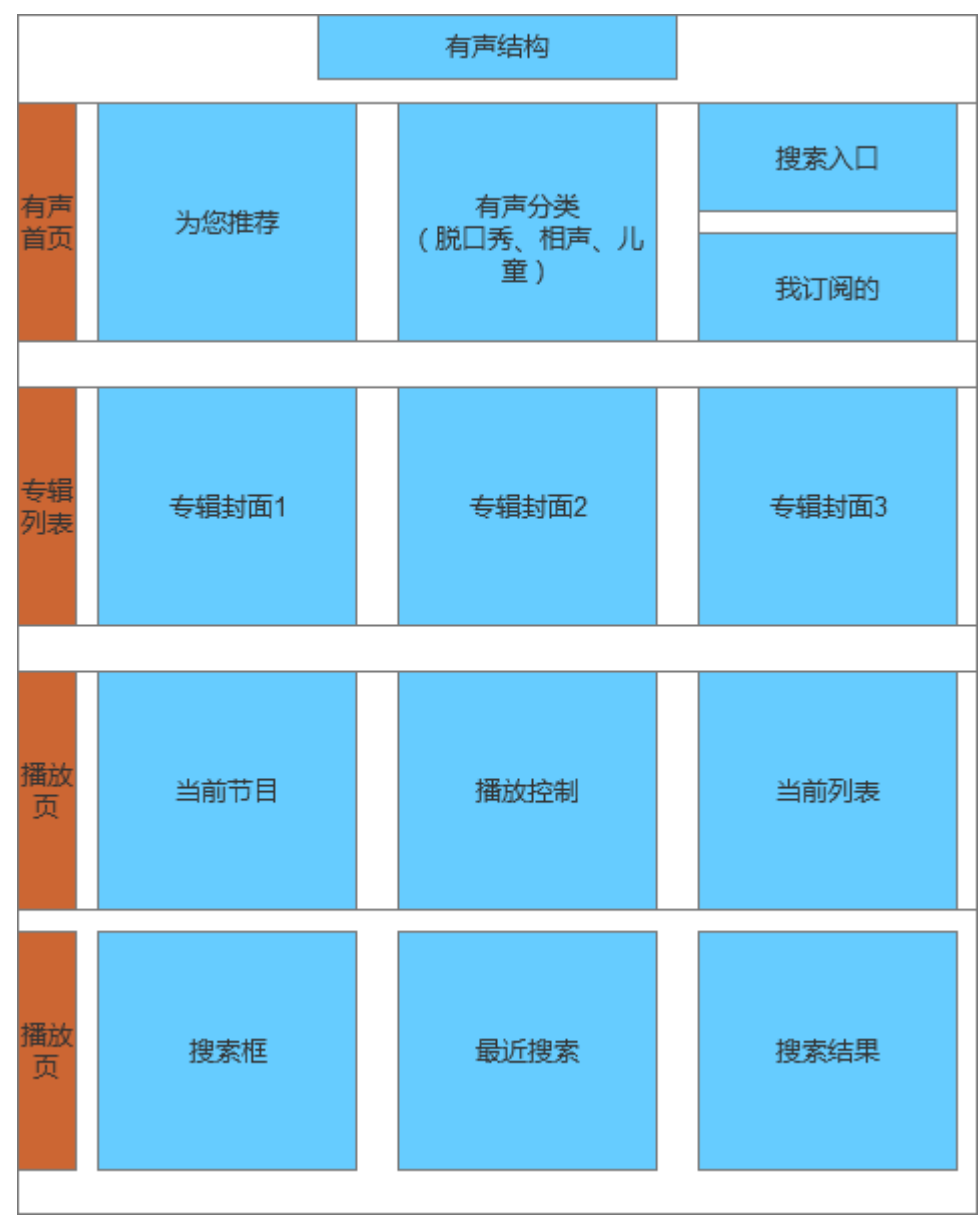 有声结构
有声
首页
为您推荐
有声分类
（脱口秀、相声、儿
童）
搜索入口
我订阅的
专辑
列表
专辑封面1
专辑封面2
专辑封面3
播放
页
当前节目
播放控制
当前列表
播放
页
搜索框
最近搜索
搜索结果